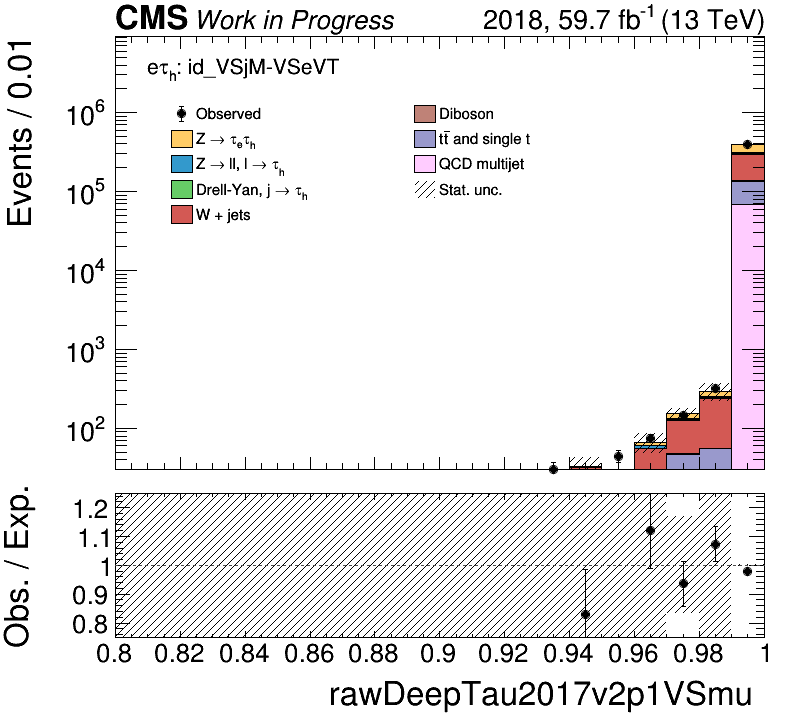 CMS Work in Progress 2018, 59.7 fb⁻¹ (13 TeV)
Events / 0.01
eτₕ: id_VSjM-VSeVT
Observed
Z → τₑτₕ
Z → ll, l → τₕ
Drell-Yan, j → τₕ
W + jets
Diboson
tt̄ and single t
QCD multijet
Stat. unc.
10⁶
10⁵
10⁴
10³
10²
Obs. / Exp.
1.2
1.1
1
0.9
0.8
0.8 0.82 0.84 0.86 0.88 0.9 0.92 0.94 0.96 0.98 1
rawDeepTau2017v2p1VSmu